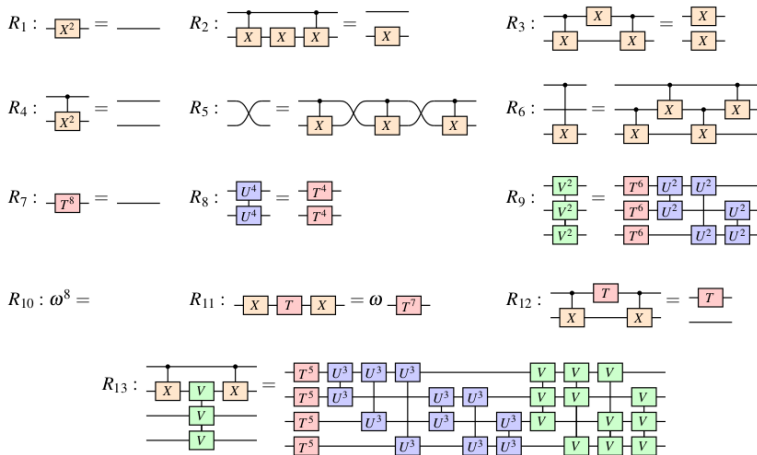 R₁ : X² =
R₂ : X X X = X
R₃ : X X X = X X
R₄ : X² =
R₅ : = X X X
R₆ : X = X X X X
R₇ : T⁸ =
R₈ : U⁴ = T⁴
U⁴ T⁴
R₉ : V² = T⁶ U² U²
V² T⁶ U² U²
V² T⁶ U² U²
R₁₀ : ω⁸ =
R₁₁ : X T X = ω T⁷
R₁₂ : X T X = T
R₁₃ : X V X = T⁵ U³ U³ U³ V V V
V T⁵ U³ U³ U³ V V V
V T⁵ U³ U³ U³ V V V
T⁵ U³ U³ U³ V V V